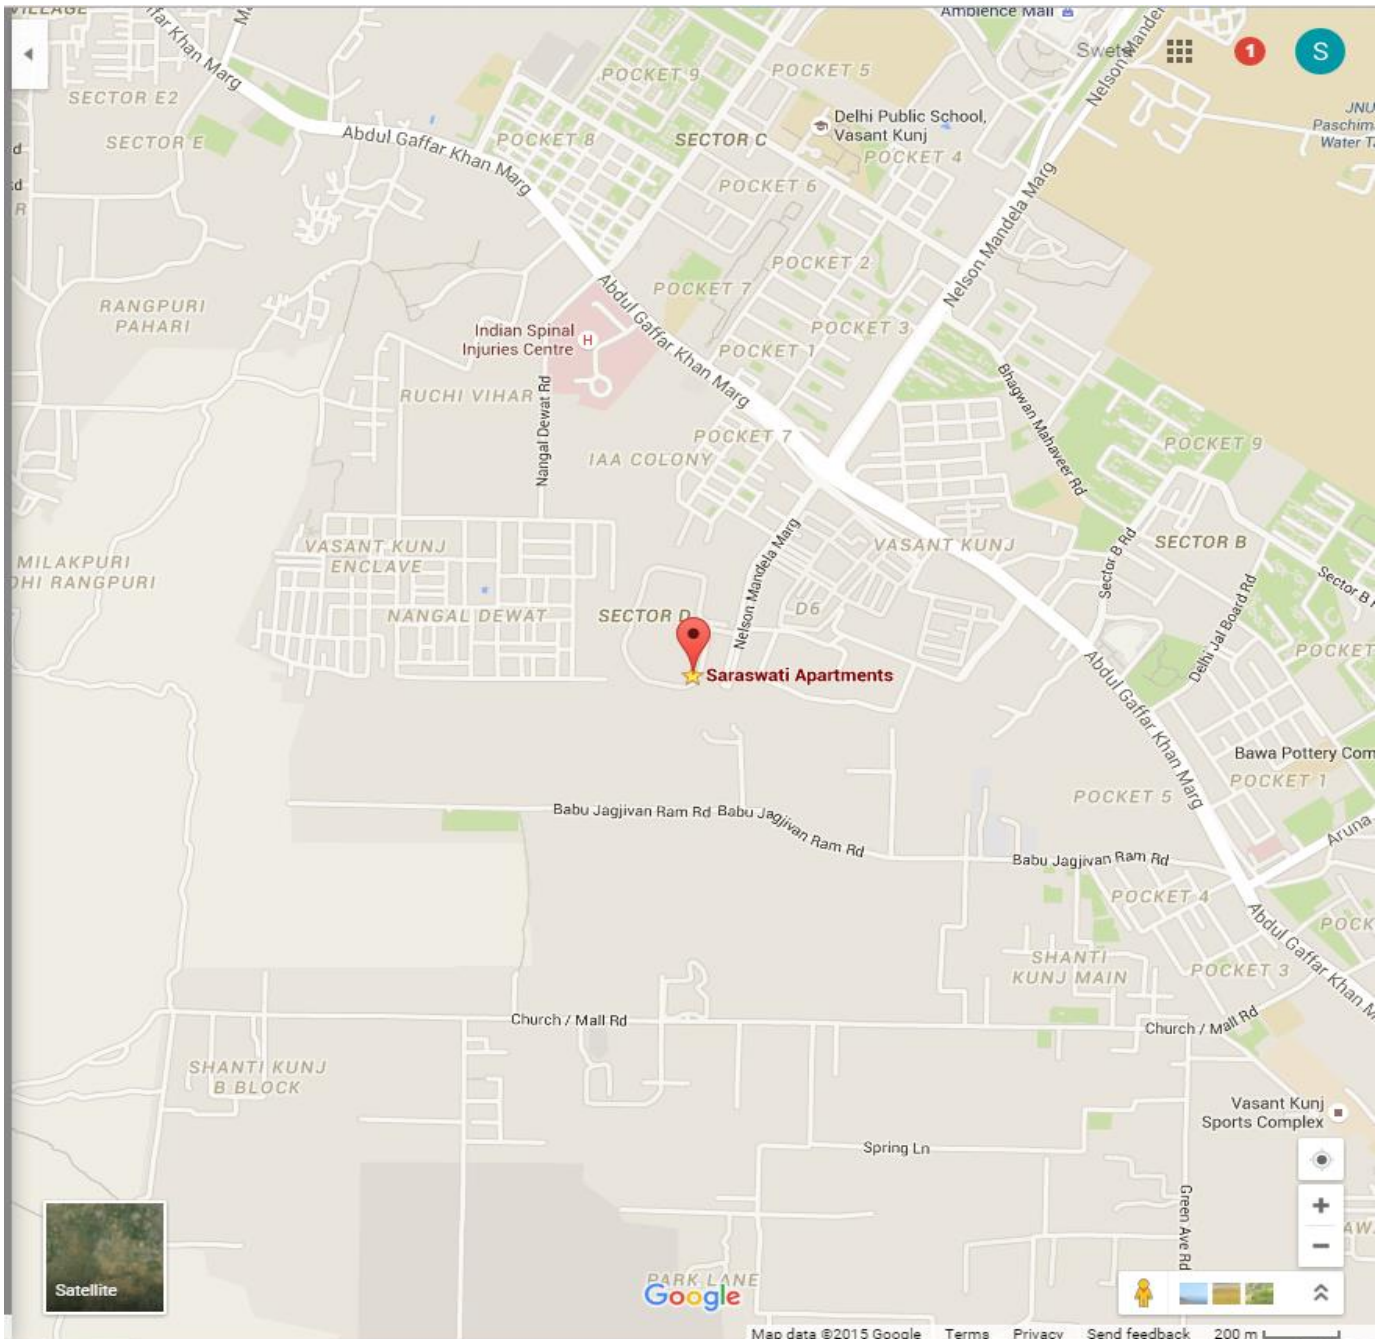 VILLAGE
Ambience Mall
Sweta
1
S
Khan Marg
SECTOR E2
SECTOR E
POCKET 9
POCKET 5
Nelson Mandela Marg
JNU
Paschim
Water Ta
Delhi Public School,
Vasant Kunj
Abdul Gaffar Khan Marg
POCKET 8
SECTOR C
POCKET 4
POCKET 6
Nelson Mandela Marg
RANGPURI
PAHARI
POCKET 2
POCKET 7
Abdul Gaffar Khan Marg
Indian Spinal
Injuries Centre
H
POCKET 3
POCKET 1
RUCHI VIHAR
Nangal Dewat Rd
Bhagwan Mahaveer Rd
POCKET 7
POCKET 9
IAA COLONY
VASANT KUNJ
ENCLAVE
Nelson Mandela Marg
VASANT KUNJ
SECTOR B
Sector B Rd
MILAKPURI
DHI RANGPURI
Sector B R
NANGAL DEWAT
SECTOR D
D6
Delhi Jal Board Rd
POCKET
Saraswati Apartments
Abdul Gaffar Khan Marg
Bawa Pottery Com
POCKET 1
POCKET 5
Babu Jagjivan Ram Rd
Babu Jagjivan Ram Rd
Babu Jagjivan Ram Rd
Aruna
POCKET 4
POCK
Abdul Gaffar Khan M
SHANTI
KUNJ MAIN
POCKET 3
Church / Mall Rd
Church / Mall Rd
SHANTI KUNJ
B BLOCK
Vasant Kunj
Sports Complex
Spring Ln
Green Ave Rd
Satellite
PARK LANE
Google
Map data ©2015 Google Terms Privacy Send feedback 200 m